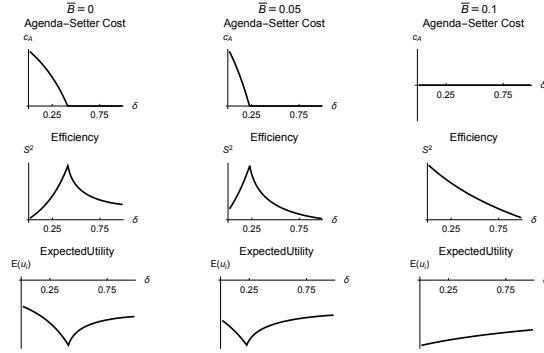 B̅ = 0
Agenda-Setter Cost
c_A
0.25 0.75 δ
B̅ = 0.05
Agenda-Setter Cost
c_A
0.25 0.75 δ
B̅ = 0.1
Agenda-Setter Cost
c_A
0.25 0.75 δ
Efficiency
S²
0.25 0.75 δ
Efficiency
S²
0.25 0.75 δ
Efficiency
S²
0.25 0.75 δ
ExpectedUtility
E(u_i)
0.25 0.75 δ
ExpectedUtility
E(u_i)
0.25 0.75 δ
ExpectedUtility
E(u_i)
0.25 0.75 δ